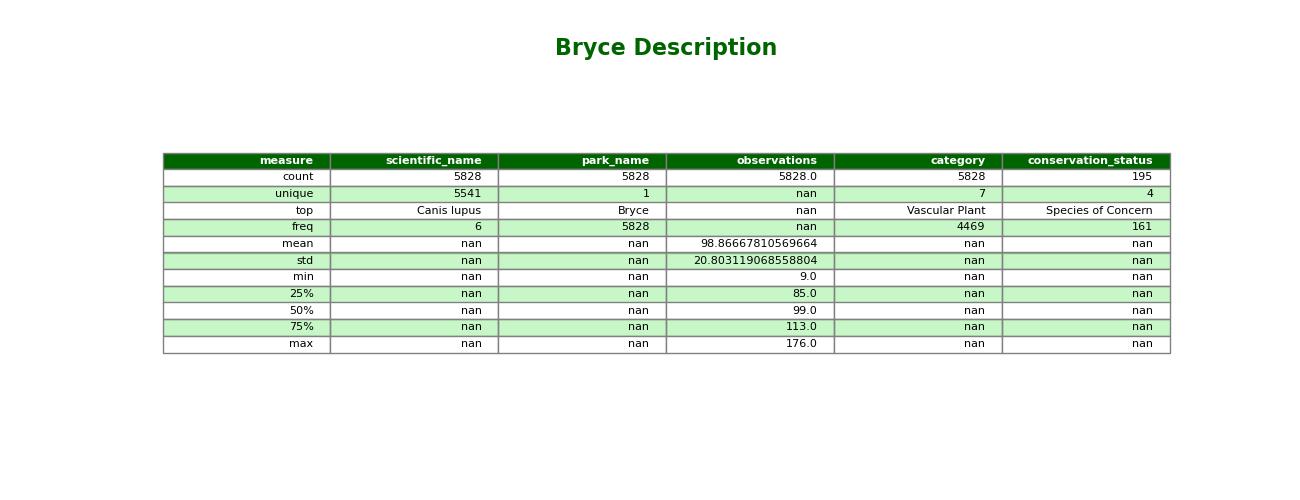 Bryce Description
measure scientific_name park_name observations category conservation_status
count 5828 5828 5828.0 5828 195
unique 5541 1 nan 7 4
top Canis lupus Bryce nan Vascular Plant Species of Concern
freq 6 5828 nan 4469 161
mean nan nan 98.86667810569664 nan nan
std nan nan 20.803119068558804 nan nan
min nan nan 9.0 nan nan
25% nan nan 85.0 nan nan
50% nan nan 99.0 nan nan
75% nan nan 113.0 nan nan
max nan nan 176.0 nan nan